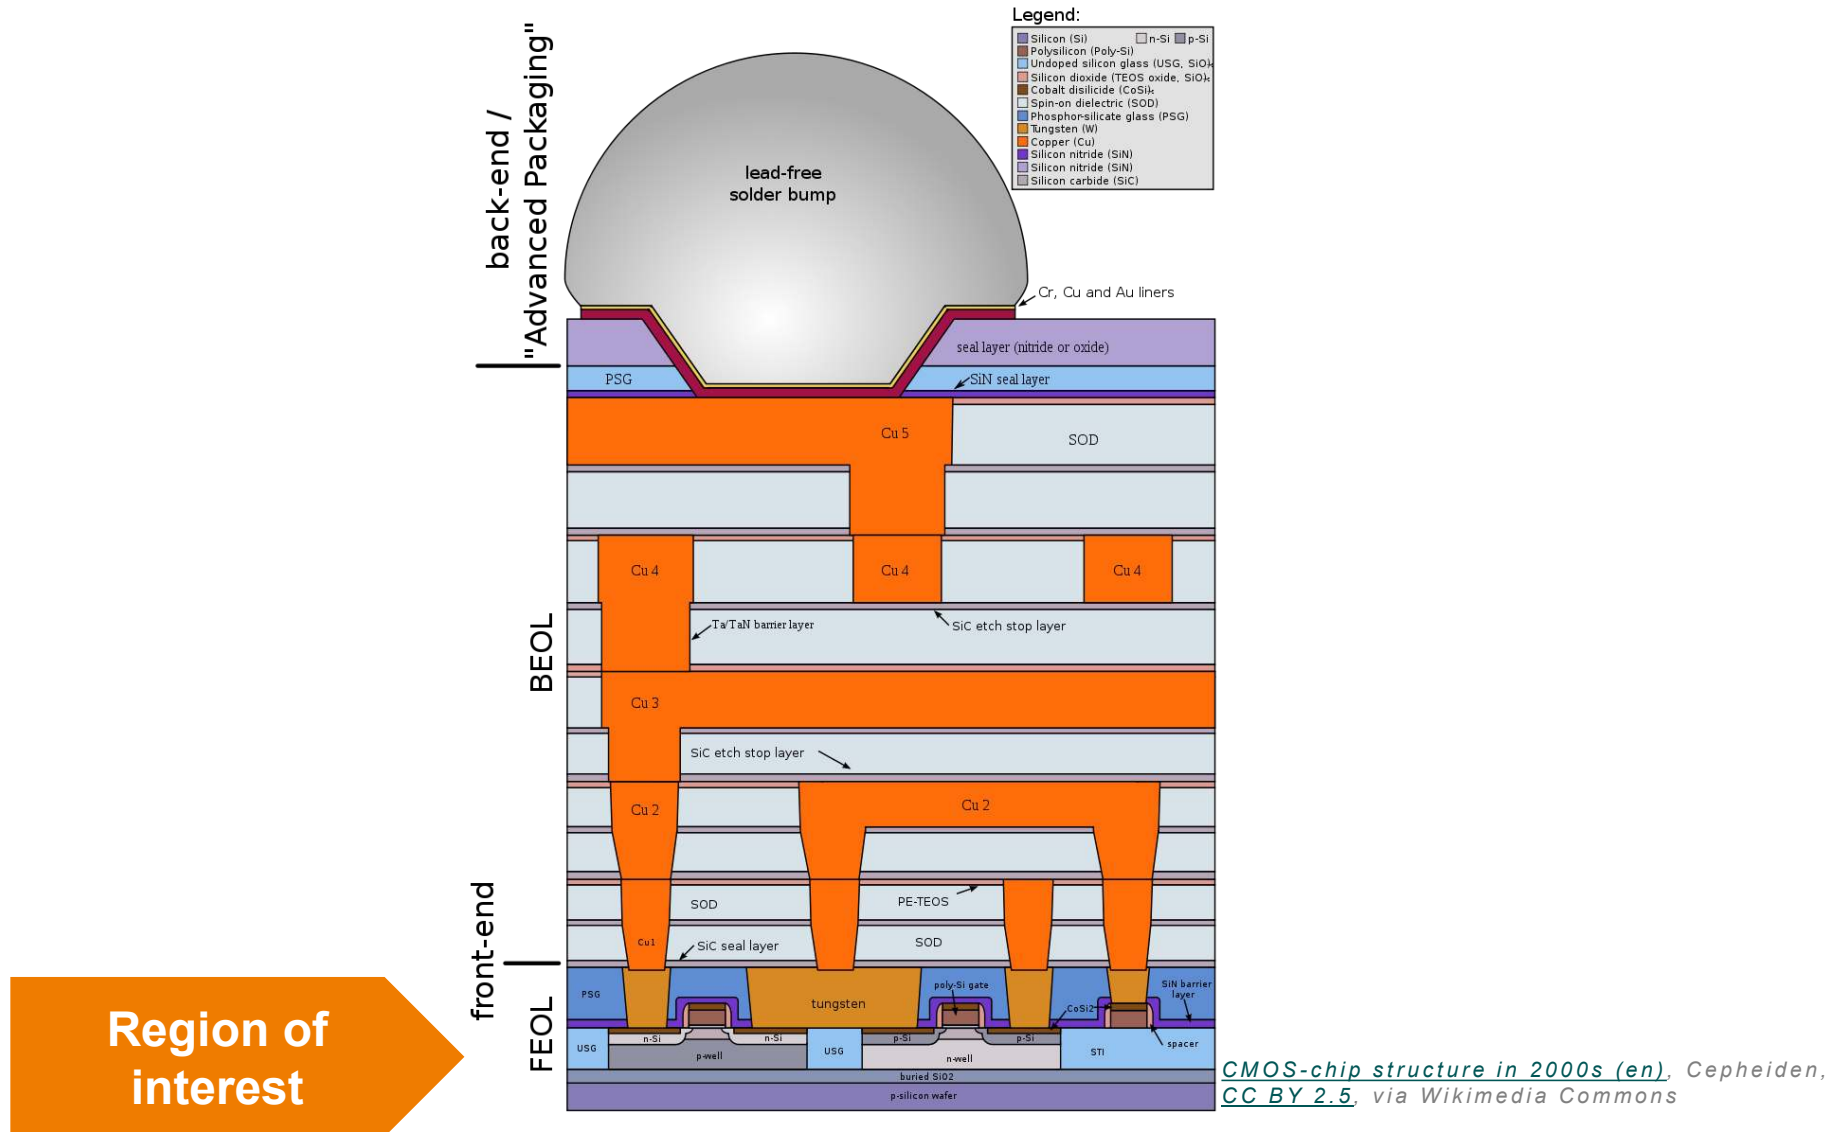 Legend:
Silicon (Si)
n-Si
p-Si
Polysilicon (Poly-Si)
Undoped silicon glass (USG, SiO₂
Silicon dioxide (TEOS oxide, SiO)₂
Cobalt disilicide (CoSi)₂
Spin-on dielectric (SOD)
Phosphor-silicate glass (PSG)
Tungsten (W)
Copper (Cu)
Silicon nitride (SiN)
Silicon nitride (SiN)
Silicon carbide (SiC)
back-end /
"Advanced Packaging"
lead-free
solder bump
Cr, Cu and Au liners
seal layer (nitride or oxide)
PSG
SiN seal layer
Cu 5
SOD
Cu 4
Cu 4
Cu 4
Ta/TaN barrier layer
SiC etch stop layer
BEOL
Cu 3
SiC etch stop layer
Cu 2
Cu 2
PE-TEOS
SOD
Cu1
SiC seal layer
SOD
front-end
FEOL
PSG
tungsten
poly-Si gate
CoSi2
SiN barrier
layer
n-Si
n-Si
p-Si
p-Si
spacer
USG
p-well
USG
n-well
STI
buried SiO2
p-silicon wafer
Region of
interest
CMOS-chip structure in 2000s (en), Cepheiden,
CC BY 2.5, via Wikimedia Commons